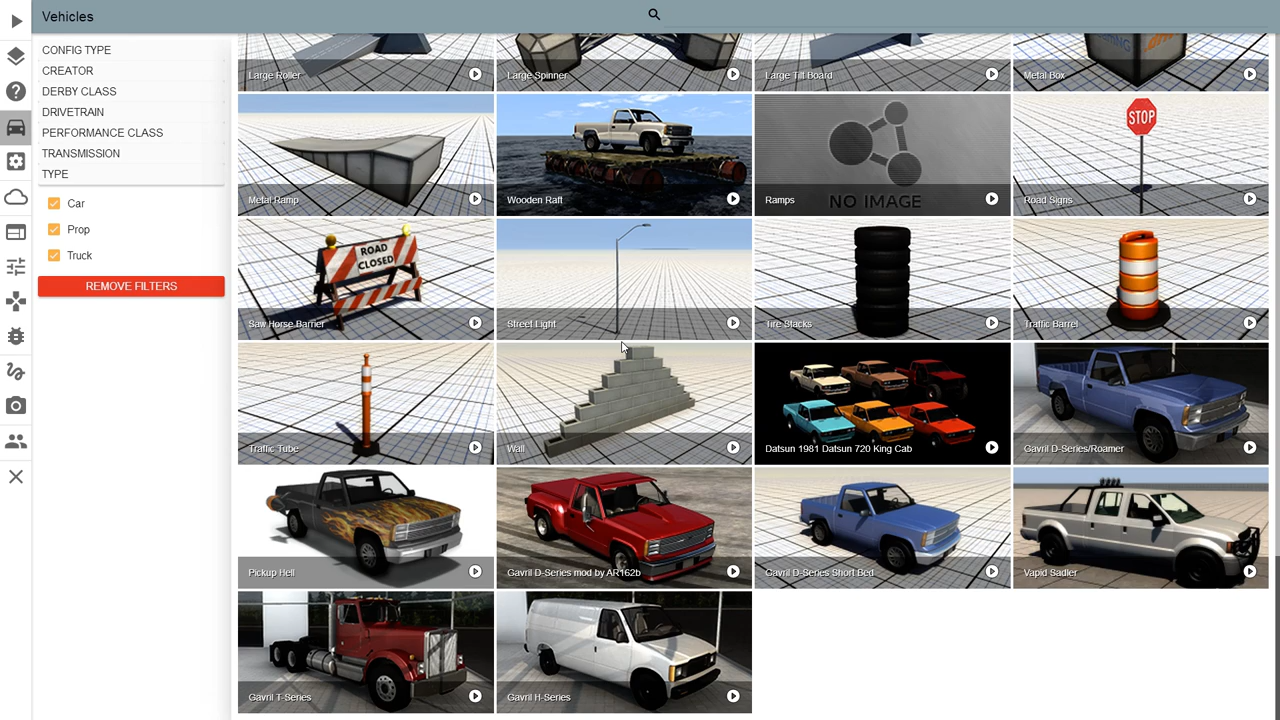 Vehicles
CONFIG TYPE
CREATOR
DERBY CLASS
DRIVETRAIN
PERFORMANCE CLASS
TRANSMISSION
TYPE
Car
Prop
Truck
REMOVE FILTERS
Large Roller
Large Spinner
Large Tilt Board
Metal Box
Metal Ramp
Wooden Raft
NO IMAGE
Ramps
STOP
Road Signs
ROAD
CLOSED
Saw Horse Barrier
Street Light
Tire Stacks
Traffic Barrel
Traffic Tube
Wall
Datsun 1981 Datsun 720 King Cab
Gavril D-Series/Roamer
Pickup Hell
Gavril D-Series mod by AR162b
Gavril D-Series Short Bed
Vapid Sadler
Gavril T-Series
Gavril H-Series